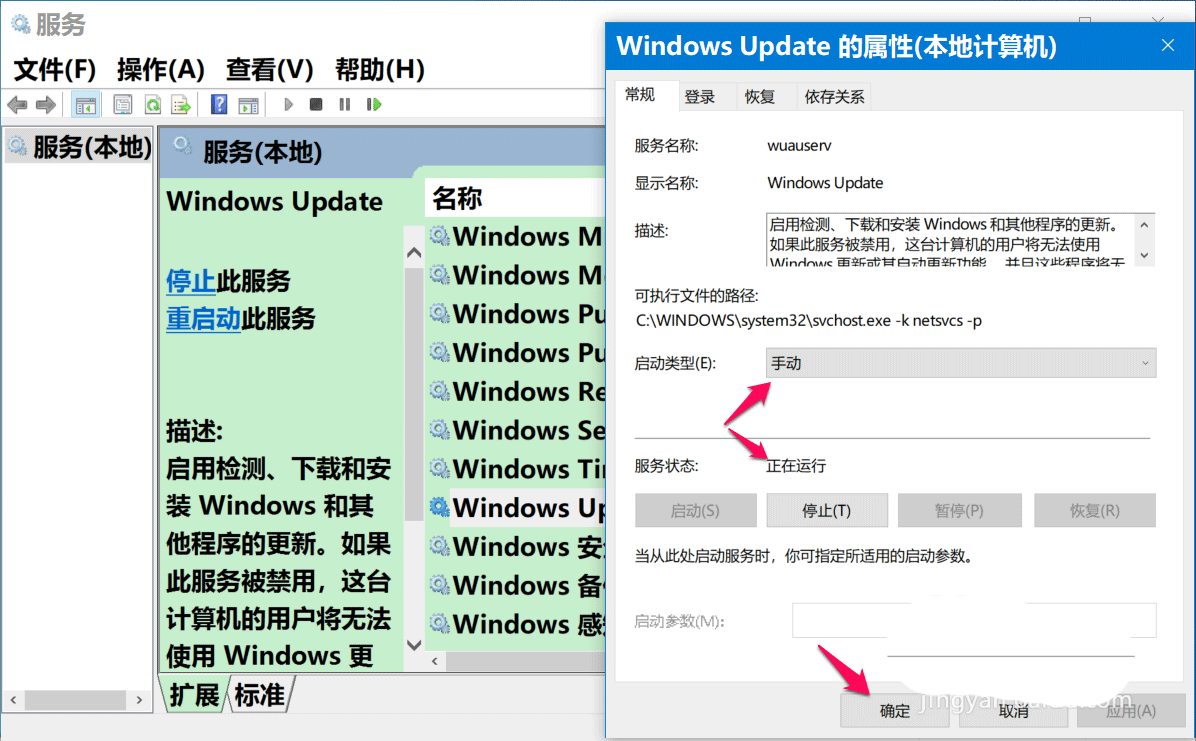 服务
文件(F) 操作(A) 查看(V) 帮助(H)
服务(本地)
服务(本地)
Windows Update
停止此服务
重启动此服务
描述:
启用检测、下载和安
装 Windows 和其
他程序的更新。如果
此服务被禁用，这台
计算机的用户将无法
使用 Windows 更
名称
Windows M
Windows M
Windows Pu
Windows Pu
Windows Re
Windows Se
Windows Ti
Windows Up
Windows 安
Windows 备
Windows 感
扩展 标准
Windows Update 的属性(本地计算机)
常规 登录 恢复 依存关系
服务名称: wuauserv
显示名称: Windows Update
描述:
启用检测、下载和安装 Windows 和其他程序的更新。
如果此服务被禁用，这台计算机的用户将无法使用
Windows 更新或其自动更新功能，并且这些程序将无
可执行文件的路径:
C:\WINDOWS\system32\svchost.exe -k netsvcs -p
启动类型(E): 手动
服务状态: 正在运行
启动(S) 停止(T) 暂停(P) 恢复(R)
当从此处启动服务时，你可指定所适用的启动参数。
启动参数(M):
确定 取消 应用(A)